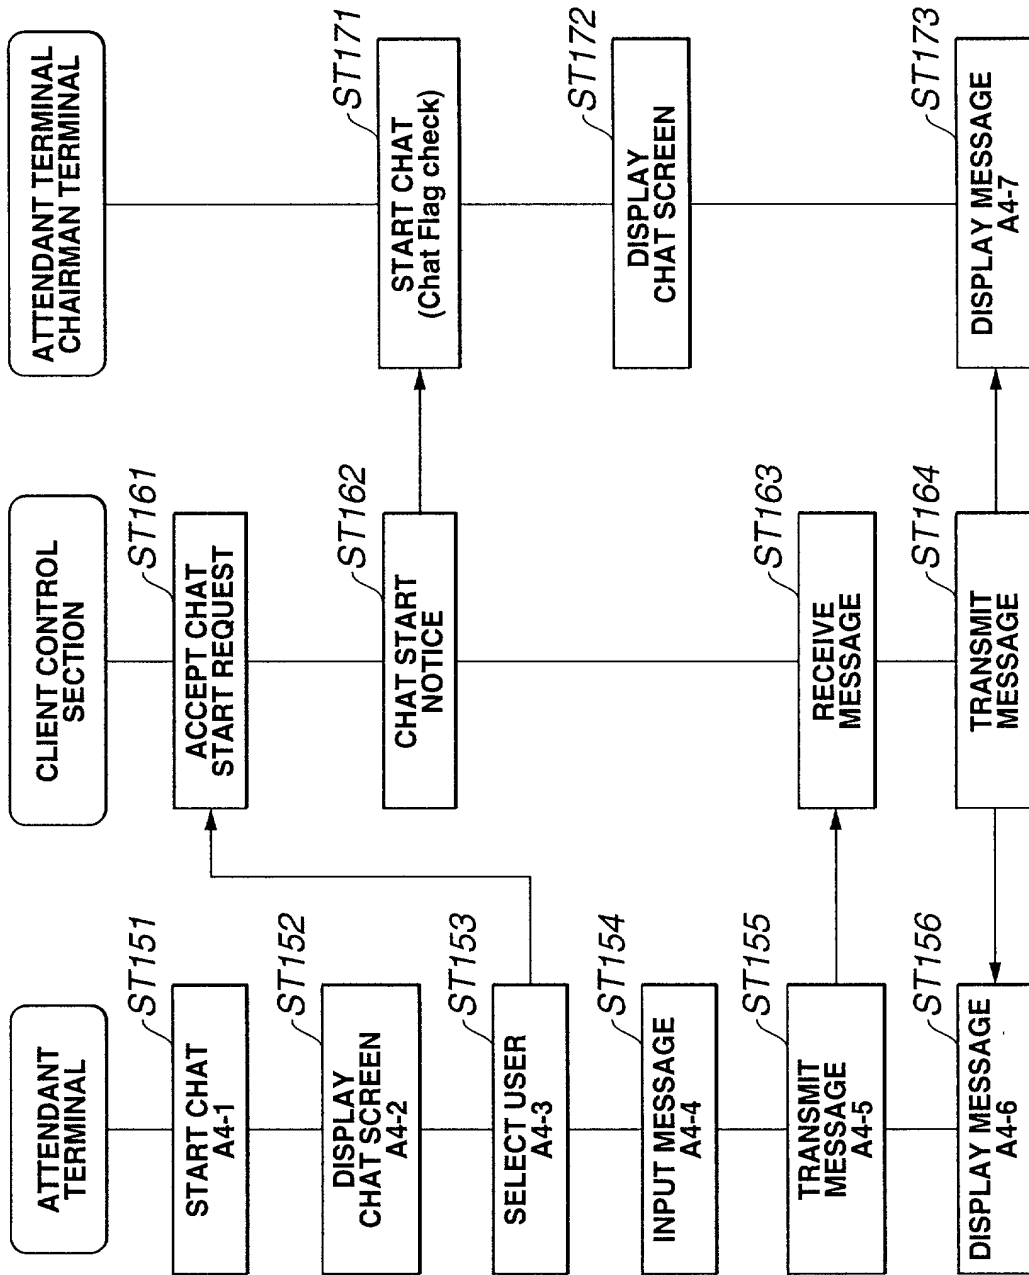 ATTENDANT
TERMINAL
ST151
START CHAT
A4-1
ST152
DISPLAY
CHAT SCREEN
A4-2
ST153
SELECT USER
A4-3
ST154
INPUT MESSAGE
A4-4
ST155
TRANSMIT
MESSAGE
A4-5
ST156
DISPLAY MESSAGE
A4-6
CLIENT CONTROL
SECTION
ST161
ACCEPT CHAT
START REQUEST
ST162
CHAT START
NOTICE
ST163
RECEIVE
MESSAGE
ST164
TRANSMIT
MESSAGE
ATTENDANT TERMINAL
CHAIRMAN TERMINAL
ST171
START CHAT
(Chat Flag check)
ST172
DISPLAY
CHAT SCREEN
ST173
DISPLAY MESSAGE
A4-7